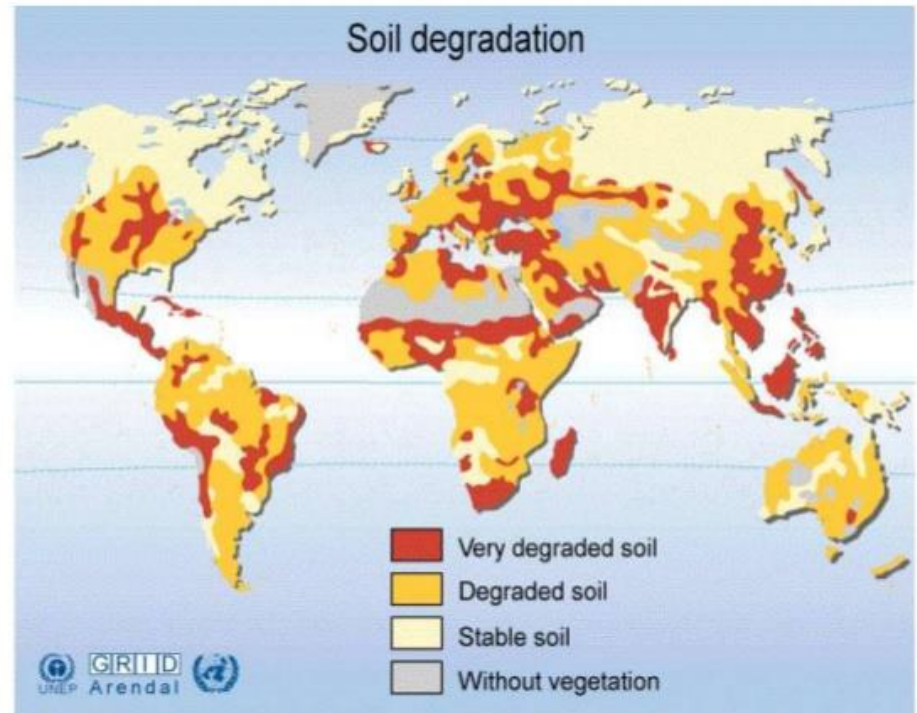 Soil degradation
Very degraded soil
Degraded soil
Stable soil
Without vegetation
UNEP
GRID
Arendal